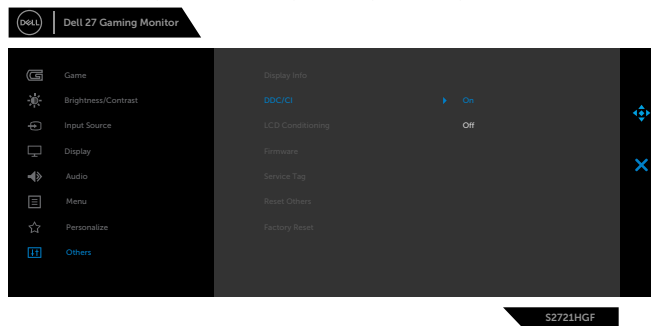 DELL
Dell 27 Gaming Monitor
Game
Display Info
Brightness/Contrast
DDC/CI
On
Input Source
LCD Conditioning
Off
Display
Firmware
Audio
Service Tag
Menu
Reset Others
Personalize
Factory Reset
Others
S2721HGF